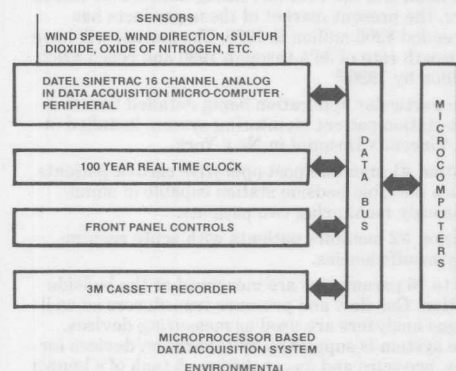 SENSORS
WIND SPEED, WIND DIRECTION, SULFUR
DIOXIDE, OXIDE OF NITROGEN, ETC.
DATEL SINETRAC 16 CHANNEL ANALOG
IN DATA ACQUISITION MICRO-COMPUTER
PERIPHERAL
100 YEAR REAL TIME CLOCK
FRONT PANEL CONTROLS
3M CASSETTE RECORDER
DATA BUS
MICROCOMPUTERS
MICROPROCESSOR BASED
DATA ACQUISITION SYSTEM
ENVIRONMENTAL